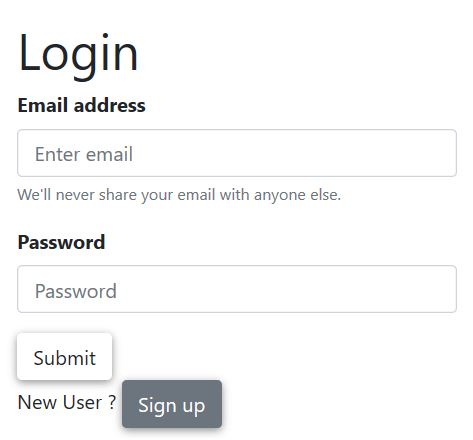 Login
Email address
Enter email
We'll never share your email with anyone else.
Password
Password
Submit
New User ? Sign up